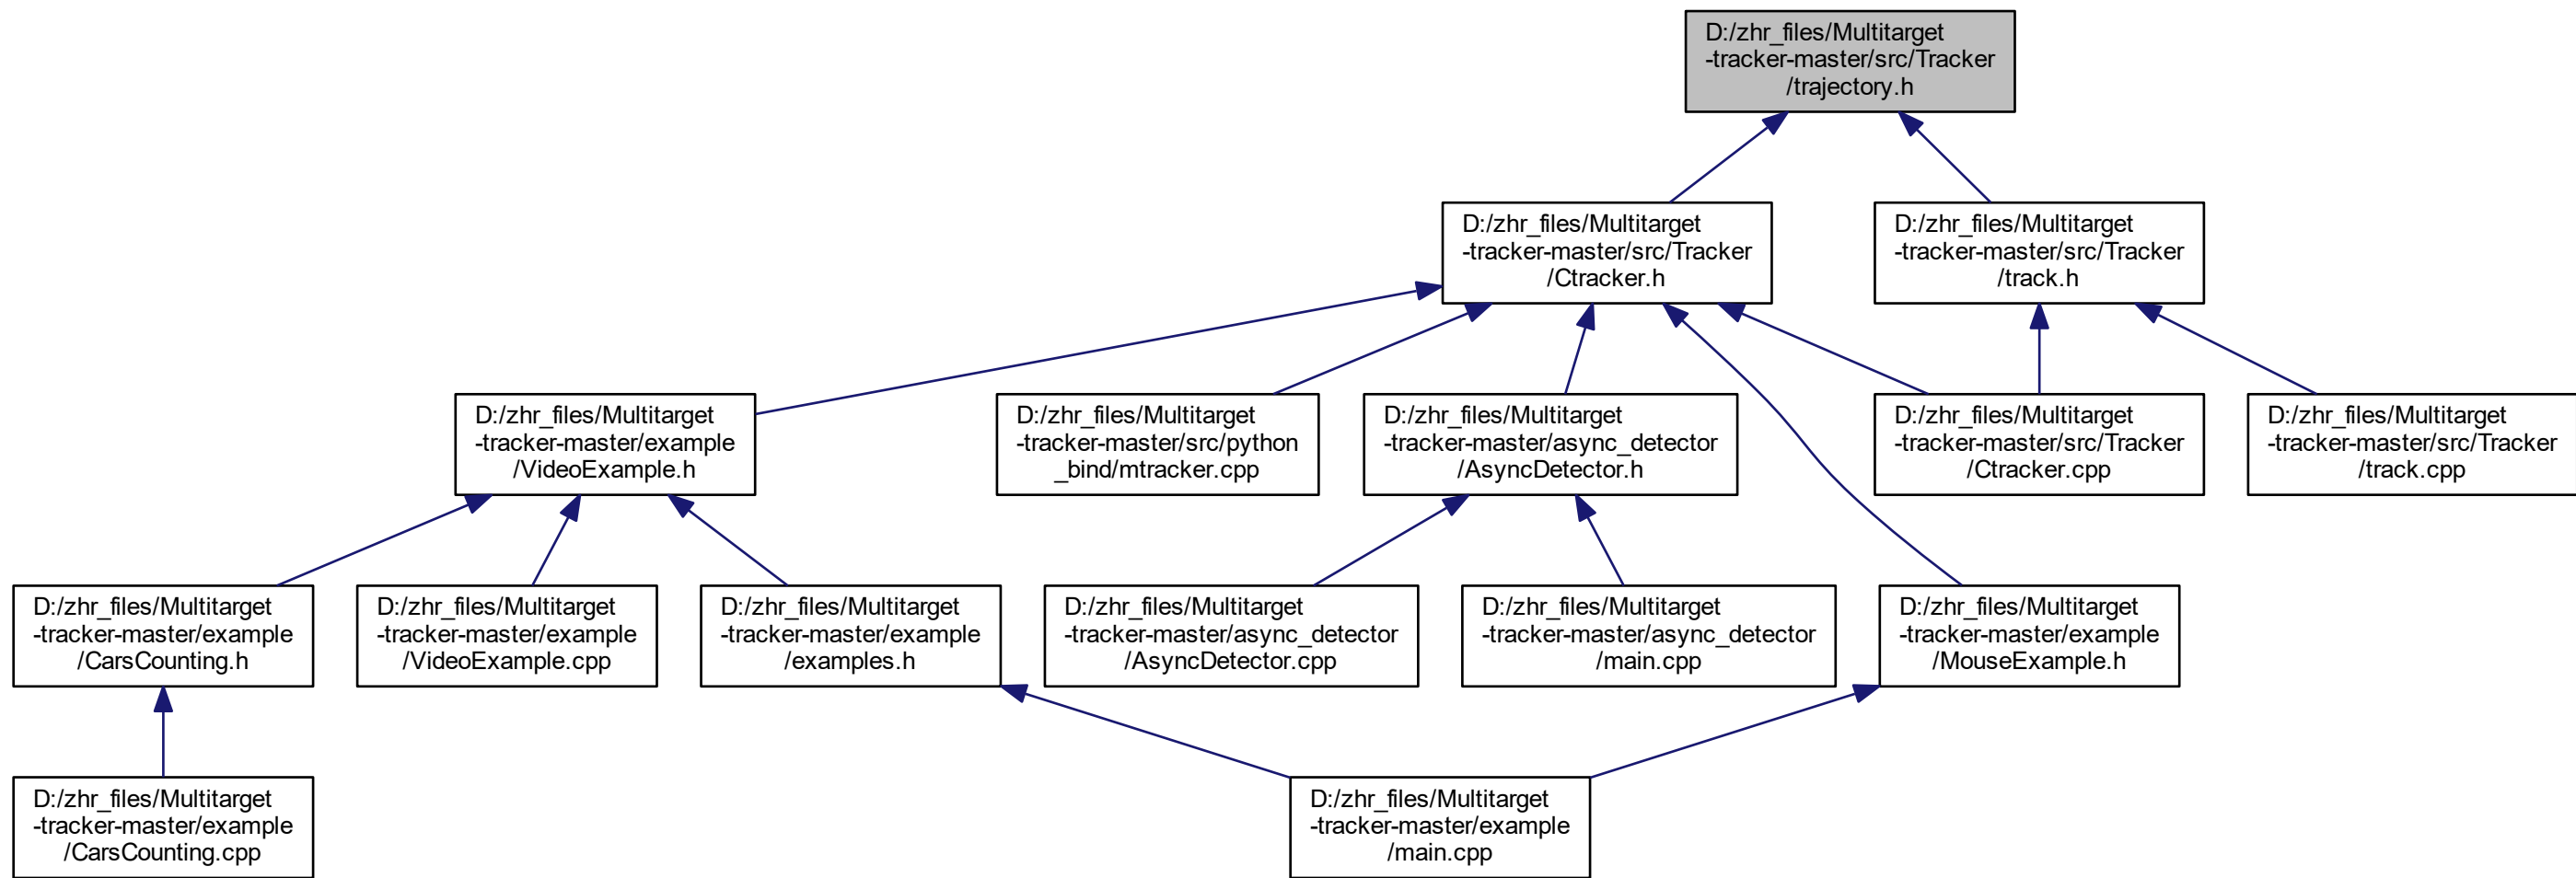 D:/zhr_files/Multitarget
-tracker-master/src/Tracker
/trajectory.h
D:/zhr_files/Multitarget
-tracker-master/src/Tracker
/Ctracker.h
D:/zhr_files/Multitarget
-tracker-master/src/Tracker
/track.h
D:/zhr_files/Multitarget
-tracker-master/example
/VideoExample.h
D:/zhr_files/Multitarget
-tracker-master/src/python
_bind/mtracker.cpp
D:/zhr_files/Multitarget
-tracker-master/async_detector
/AsyncDetector.h
D:/zhr_files/Multitarget
-tracker-master/src/Tracker
/Ctracker.cpp
D:/zhr_files/Multitarget
-tracker-master/src/Tracker
/track.cpp
D:/zhr_files/Multitarget
-tracker-master/example
/CarsCounting.h
D:/zhr_files/Multitarget
-tracker-master/example
/VideoExample.cpp
D:/zhr_files/Multitarget
-tracker-master/example
/examples.h
D:/zhr_files/Multitarget
-tracker-master/async_detector
/AsyncDetector.cpp
D:/zhr_files/Multitarget
-tracker-master/async_detector
/main.cpp
D:/zhr_files/Multitarget
-tracker-master/example
/MouseExample.h
D:/zhr_files/Multitarget
-tracker-master/example
/CarsCounting.cpp
D:/zhr_files/Multitarget
-tracker-master/example
/main.cpp